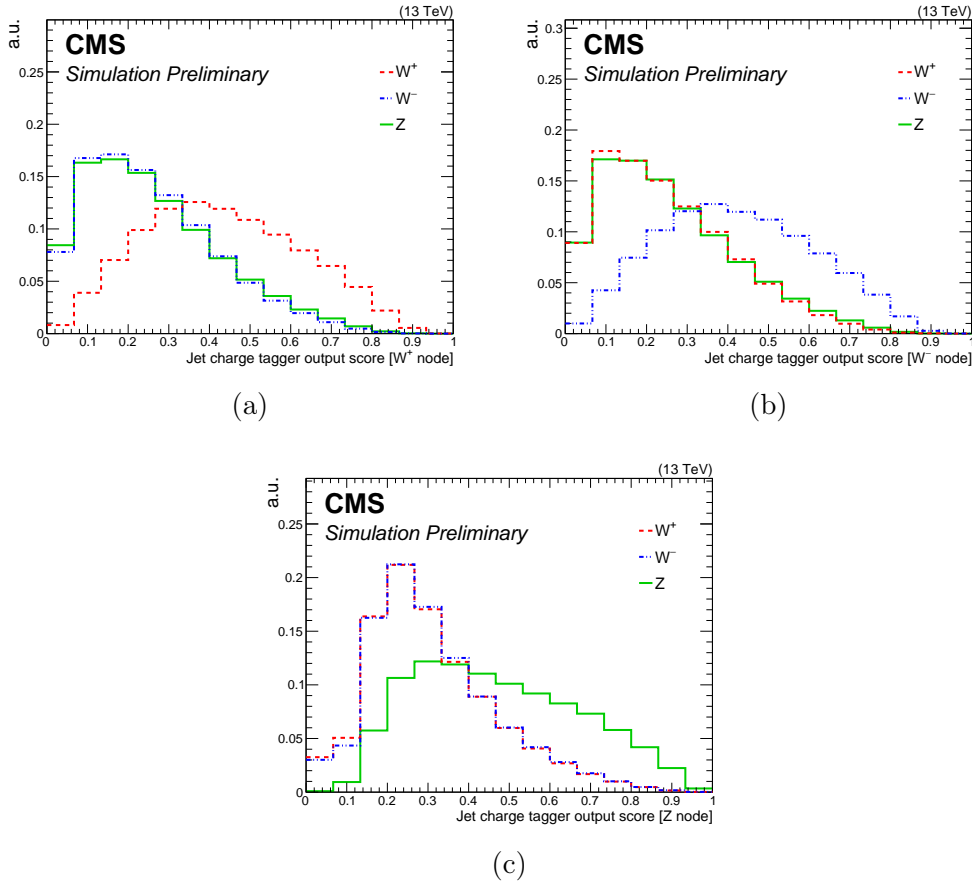 (13 TeV)
a.u.
CMS
Simulation Preliminary
W⁺
W⁻
Z
0.25
0.2
0.15
0.1
0.05
0
0 0.1 0.2 0.3 0.4 0.5 0.6 0.7 0.8 0.9 1
Jet charge tagger output score [W⁺ node]
(a)
(13 TeV)
a.u.
CMS
Simulation Preliminary
W⁺
W⁻
Z
0.3
0.25
0.2
0.15
0.1
0.05
0
0 0.1 0.2 0.3 0.4 0.5 0.6 0.7 0.8 0.9 1
Jet charge tagger output score [W⁻ node]
(b)
(13 TeV)
a.u.
CMS
Simulation Preliminary
W⁺
W⁻
Z
0.25
0.2
0.15
0.1
0.05
0
0 0.1 0.2 0.3 0.4 0.5 0.6 0.7 0.8 0.9 1
Jet charge tagger output score [Z node]
(c)